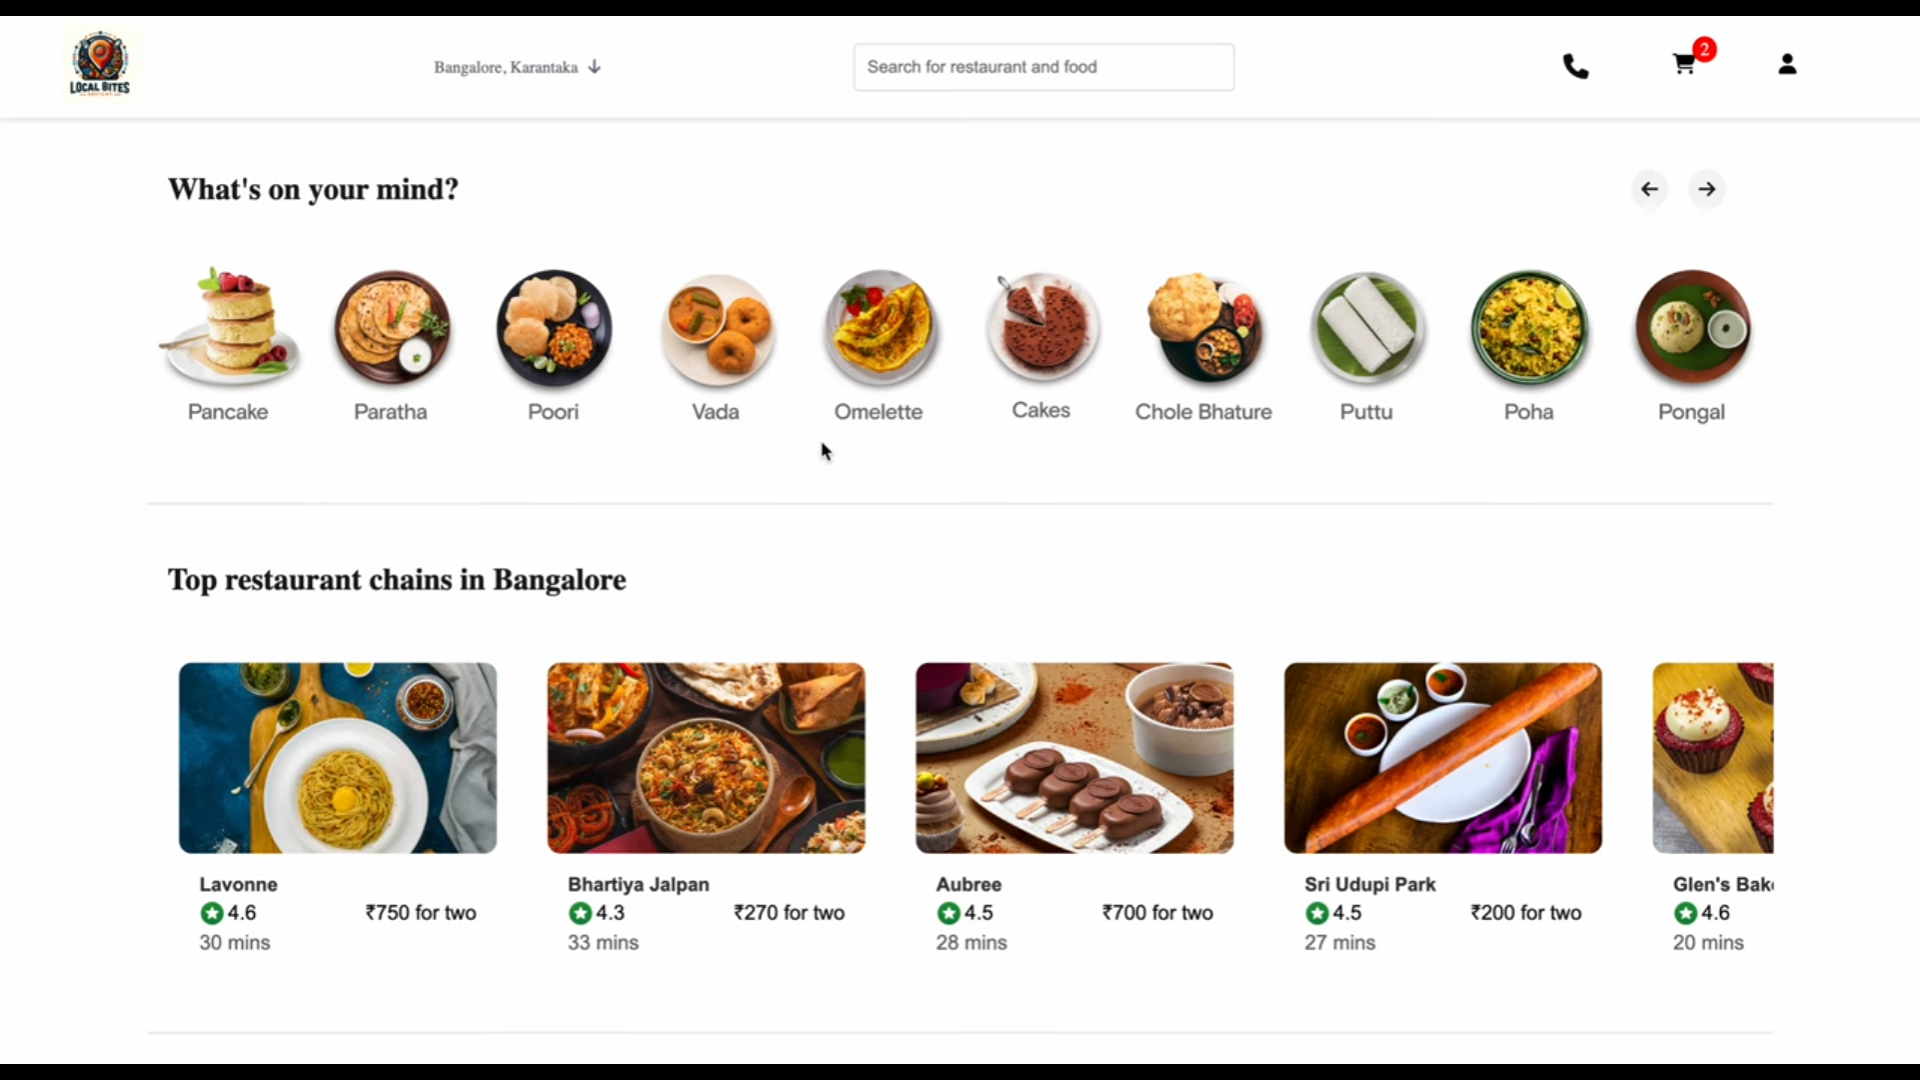 LOCAL BITES
Bangalore, Karantaka
Search for restaurant and food
2
What's on your mind?
Pancake
Paratha
Poori
Vada
Omelette
Cakes
Chole Bhature
Puttu
Poha
Pongal
Top restaurant chains in Bangalore
Lavonne
4.6
₹750 for two
30 mins
Bhartiya Jalpan
4.3
₹270 for two
33 mins
Aubree
4.5
₹700 for two
28 mins
Sri Udupi Park
4.5
₹200 for two
27 mins
Glen's Bak
4.6
20 mins